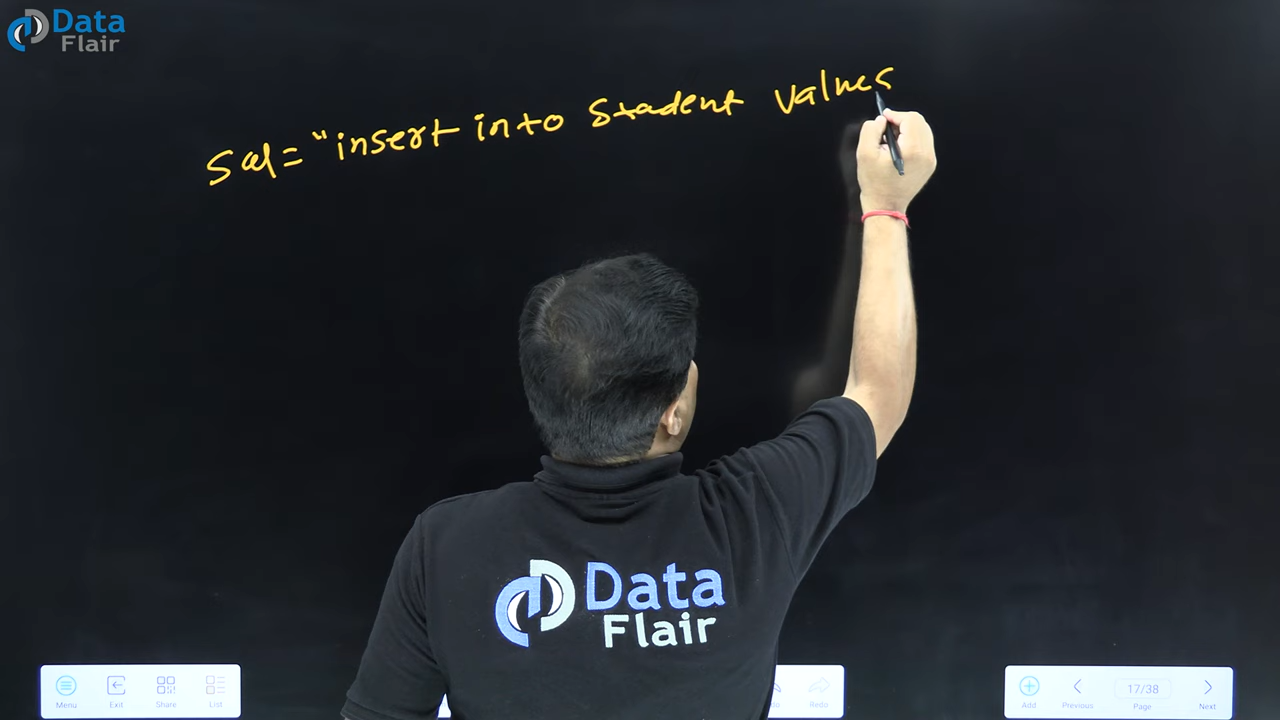 Data
Flair
Sql="insert into Student values
Data
Flair
Menu
Exit
Share
List
Redo
Add
Previous
17/38
Page
Next